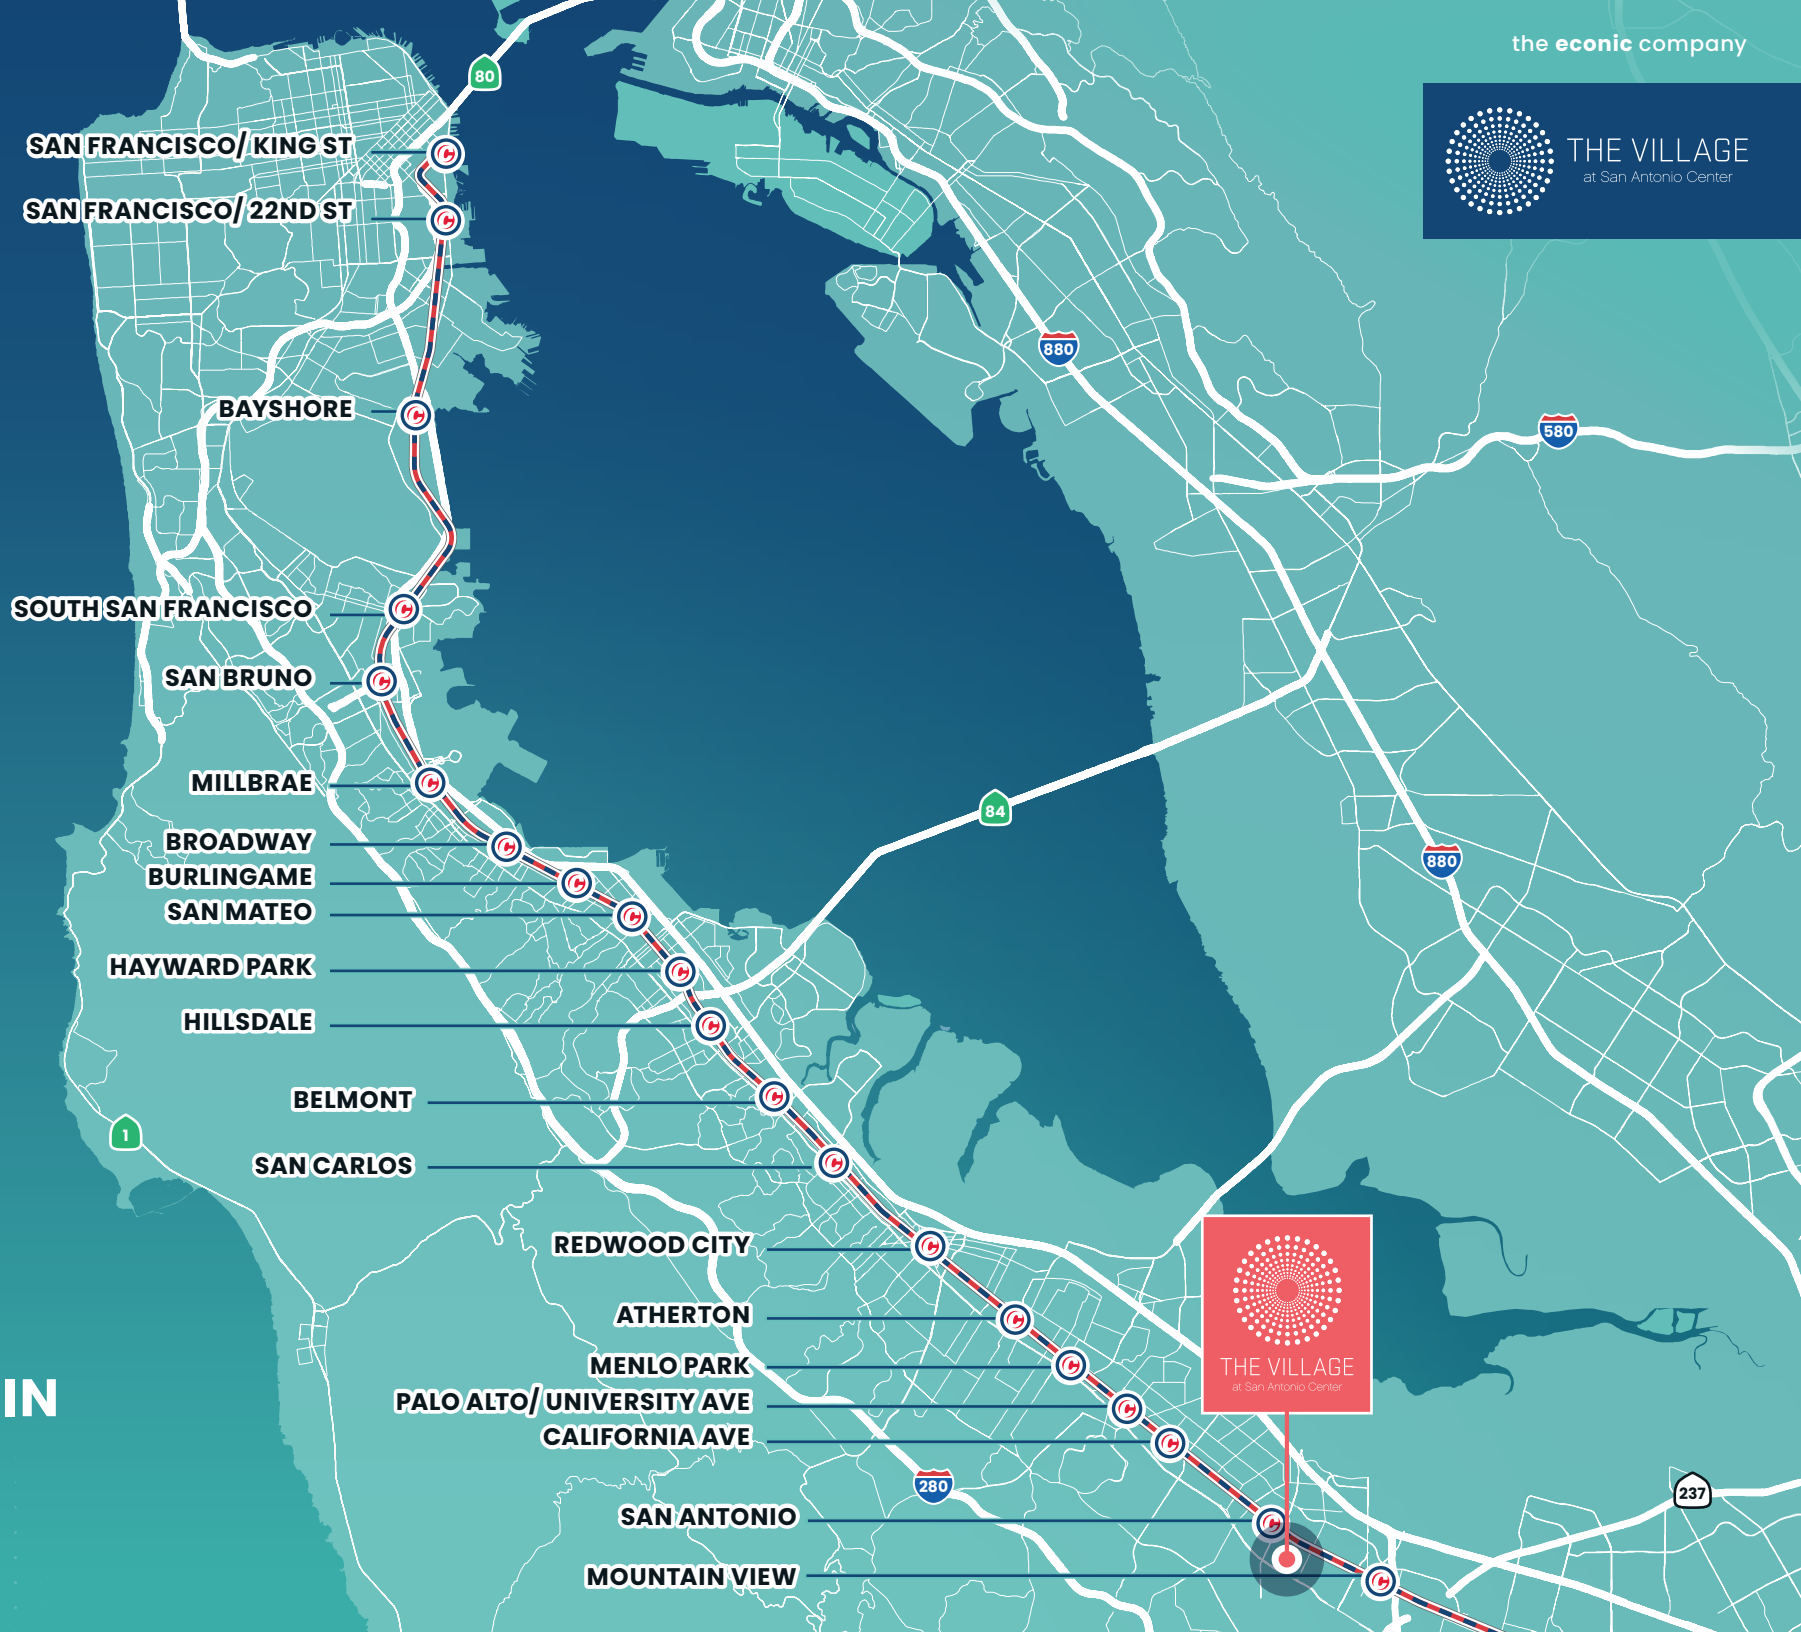 the econic company
80
THE VILLAGE
at San Antonio Center
SAN FRANCISCO/ KING ST
SAN FRANCISCO/ 22ND ST
880
BAYSHORE
580
SOUTH SAN FRANCISCO
SAN BRUNO
MILLBRAE
84
BROADWAY
880
BURLINGAME
SAN MATEO
HAYWARD PARK
HILLSDALE
BELMONT
1
SAN CARLOS
REDWOOD CITY
ATHERTON
MENLO PARK
THE VILLAGE
at San Antonio Center
IN
PALO ALTO/ UNIVERSITY AVE
CALIFORNIA AVE
280
237
SAN ANTONIO
MOUNTAIN VIEW